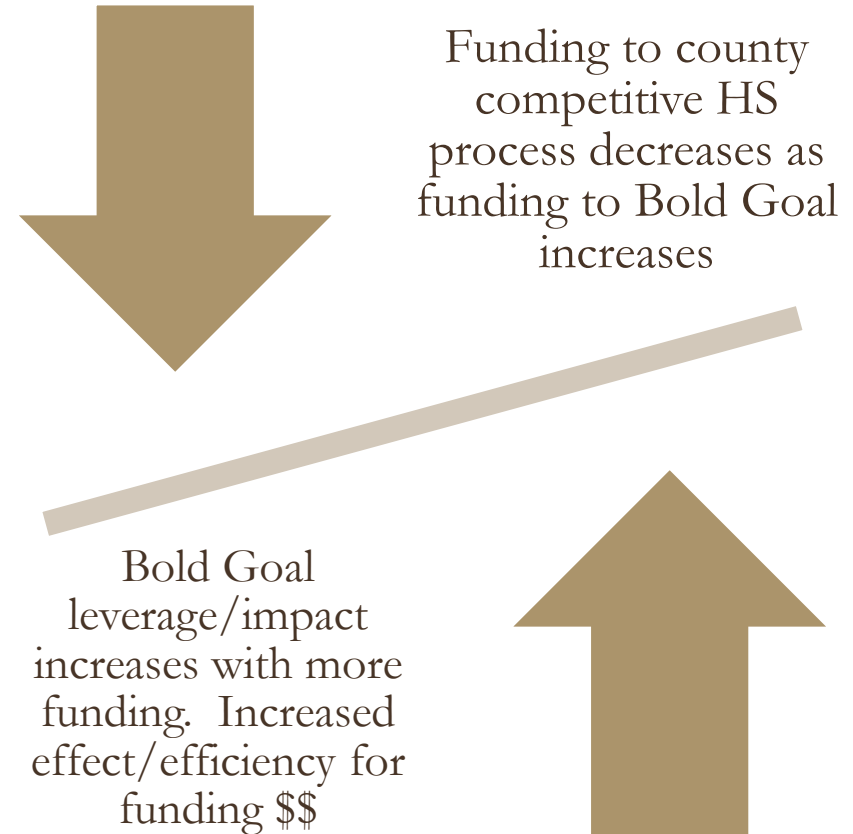 Funding to county
competitive HS
process decreases as
funding to Bold Goal
increases
Bold Goal
leverage/impact
increases with more
funding.  Increased
effect/efficiency for
funding $$